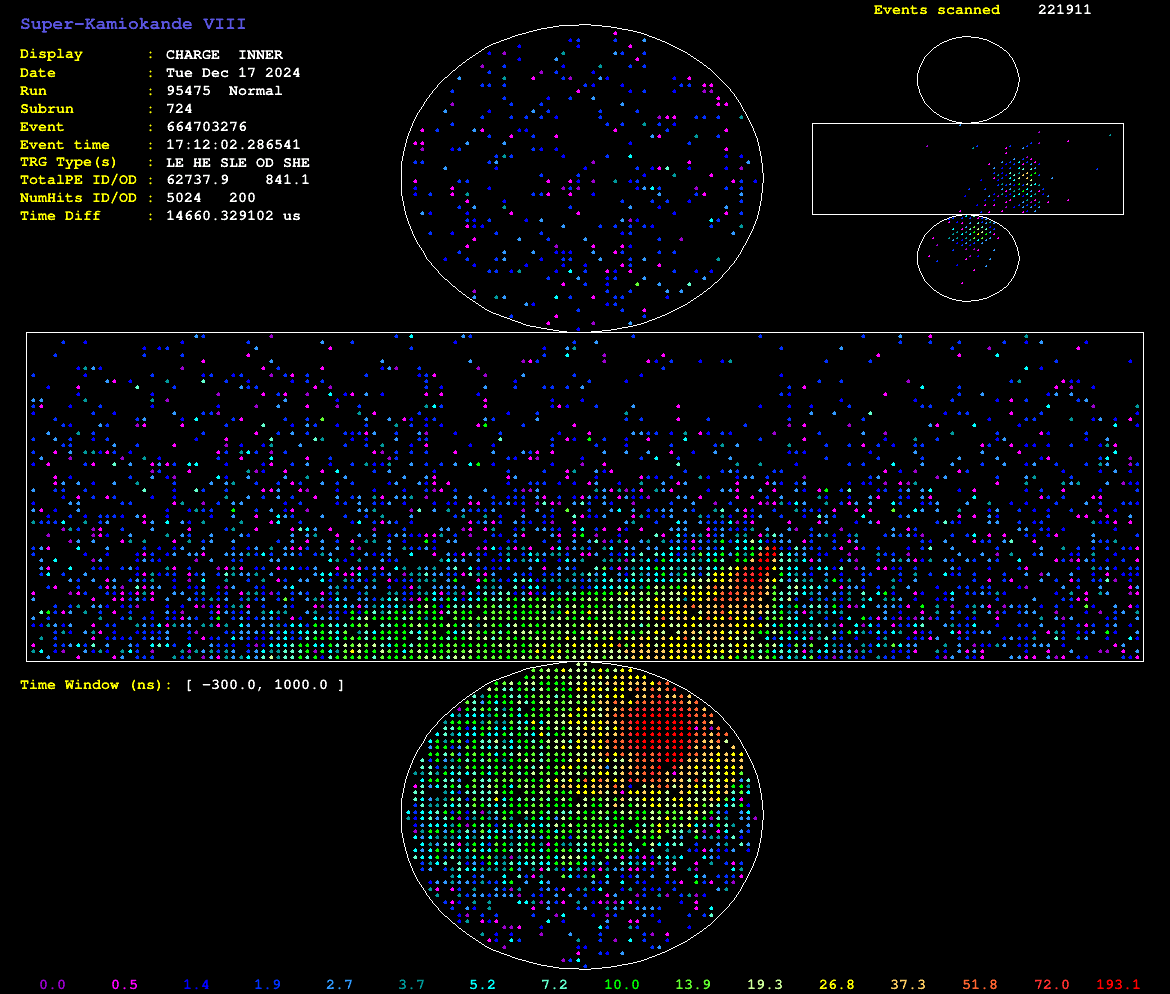 Super-Kamiokande VIII
Events scanned 221911
Display : CHARGE INNER
Date : Tue Dec 17 2024
Run : 95475 Normal
Subrun : 724
Event : 664703276
Event time : 17:12:02.286541
TRG Type(s) : LE HE SLE OD SHE
TotalPE ID/OD : 62737.9 841.1
NumHits ID/OD : 5024 200
Time Diff : 14660.329102 us
Time Window (ns): [ −300.0, 1000.0 ]
0.0 0.5 1.4 1.9 2.7 3.7 5.2 7.2 10.0 13.9 19.3 26.8 37.3 51.8 72.0 193.1